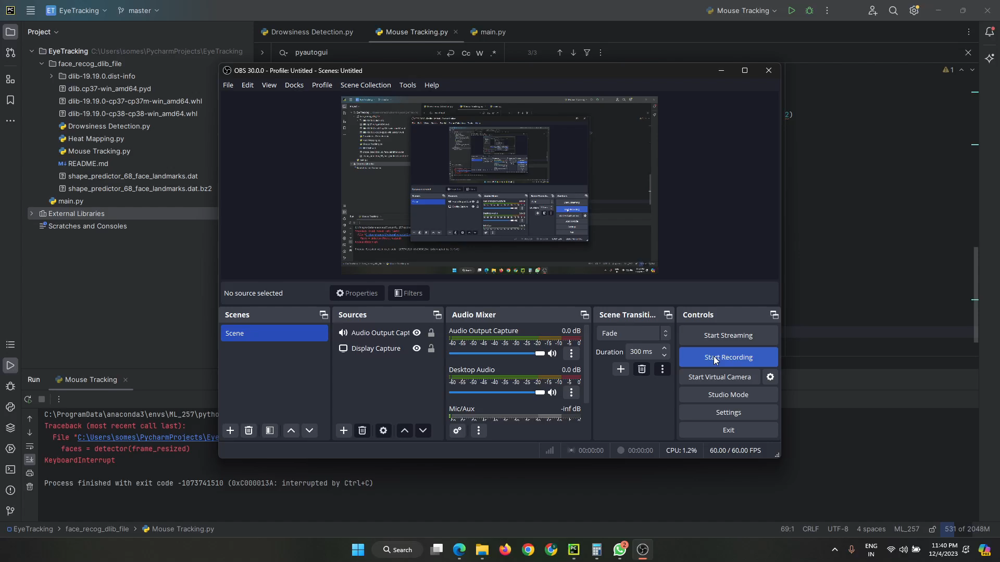 PC
ET EyeTracking
master
Mouse Tracking
Project
Drowsiness Detection.py
Mouse Tracking.py
main.py
EyeTracking C:\Users\somes\PycharmProjects\EyeTracking
face_recog_dlib_file
dlib-19.19.0.dist-info
dlib.cp37-win_amd64.pyd
dlib-19.19.0-cp37-cp37m-win_amd64.whl
dlib-19.19.0-cp38-cp38-win_amd64.whl
Drowsiness Detection.py
Heat Mapping.py
Mouse Tracking.py
README.md
shape_predictor_68_face_landmarks.dat
shape_predictor_68_face_landmarks.dat.bz2
main.py
External Libraries
Scratches and Consoles
pyautogui
Cc W .*
3/3
1
2)
OBS 30.0.0 - Profile: Untitled - Scenes: Untitled
File Edit View Docks Profile Scene Collection Tools Help
No source selected
Properties
Filters
Scenes
Scene
Sources
Audio Output Capt
Display Capture
Audio Mixer
Audio Output Capture 0.0 dB
-60 -55 -50 -45 -40 -35 -30 -25 -20 -15 -10 -5 0
Desktop Audio 0.0 dB
-60 -55 -50 -45 -40 -35 -30 -25 -20 -15 -10 -5 0
Mic/Aux -inf dB
Scene Transiti...
Fade
Duration 300 ms
Controls
Start Streaming
Start Recording
Start Virtual Camera
Studio Mode
Settings
Exit
00:00:00
00:00:00
CPU: 1.2%
60.00 / 60.00 FPS
Run
Mouse Tracking
C:\ProgramData\anaconda3\envs\ML_257\pytho
Traceback (most recent call last):
File "C:\Users\somes\PycharmProjects\Eye
faces = detector(frame_resized)
KeyboardInterrupt
Process finished with exit code -1073741510 (0xC000013A: interrupted by Ctrl+C)
EyeTracking > face_recog_dlib_file > Mouse Tracking.py
69:1 CRLF UTF-8 4 spaces ML_257 531 of 2048M
Search
PC
2
ENG
IN
11:40 PM
12/4/2023
PRE